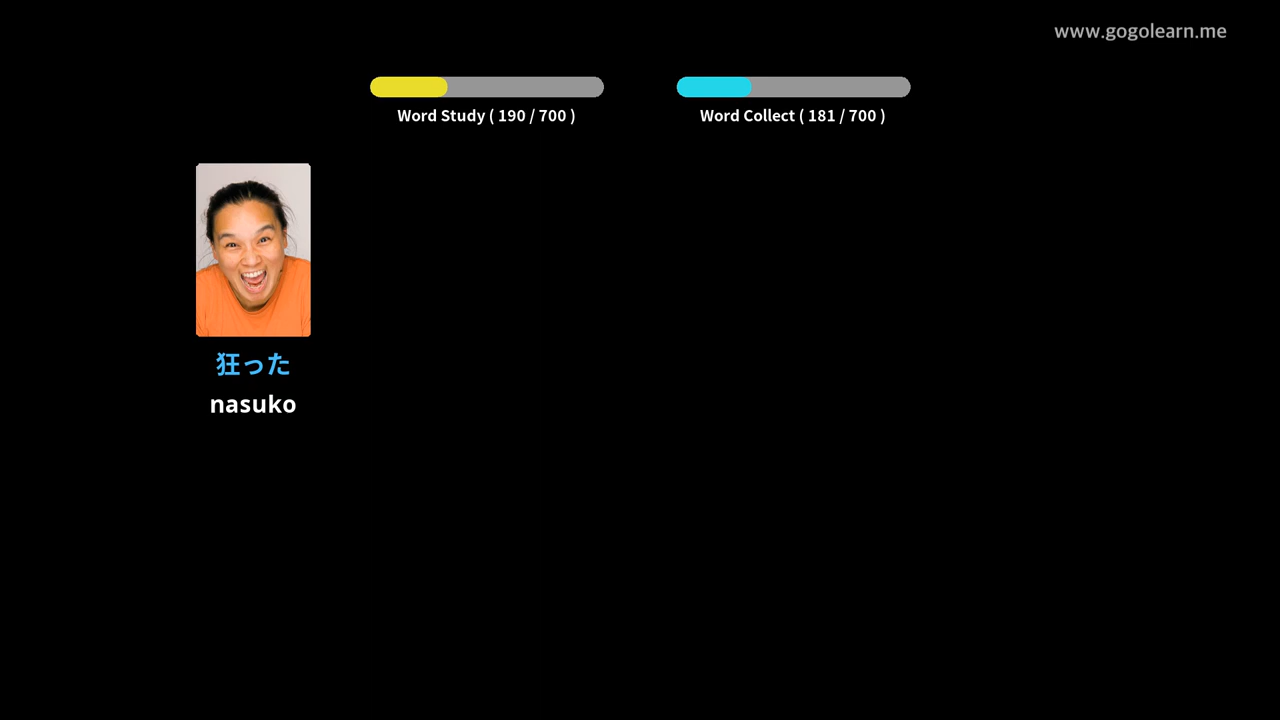 www.gogolearn.me
Word Study ( 190 / 700 )
Word Collect ( 181 / 700 )
狂った
nasuko